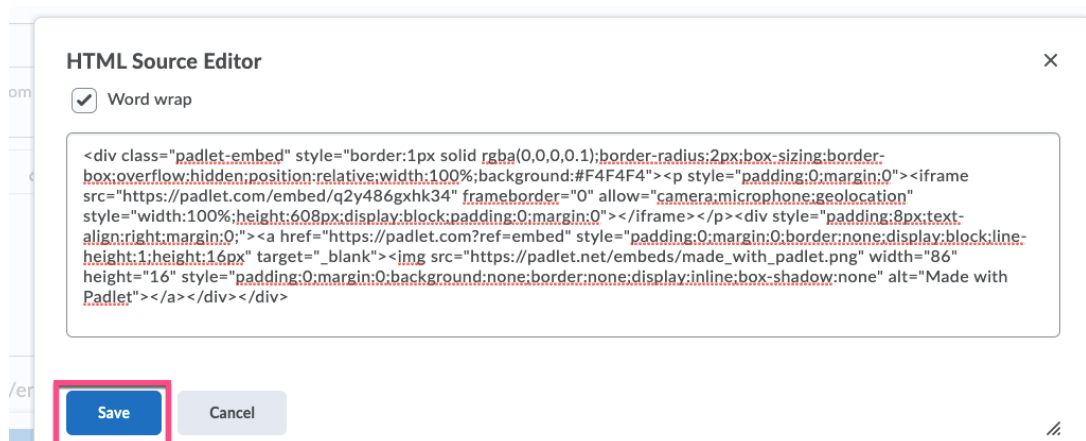 HTML Source Editor
Word wrap
om
<div class="padlet-embed" style="border:1px solid rgba(0,0,0,0.1);border-radius:2px;box-sizing:border-
box;overflow:hidden;position:relative;width:100%;background:#F4F4F4"><p style="padding:0;margin:0"><iframe
src="https://padlet.com/embed/q2y486gxhk34" frameborder="0" allow="camera;microphone;geolocation"
style="width:100%;height:608px;display:block;padding:0;margin:0"></iframe></p><div style="padding:8px;text-
align:right;margin:0;"><a href="https://padlet.com?ref=embed" style="padding:0;margin:0;border:none;display:block;line-
height:1;height:16px" target="_blank"><img src="https://padlet.net/embeds/made_with_padlet.png" width="86"
height="16" style="padding:0;margin:0;background:none;border:none;display:inline;box-shadow:none" alt="Made with
Padlet"></a></div></div>
/er
Save Cancel